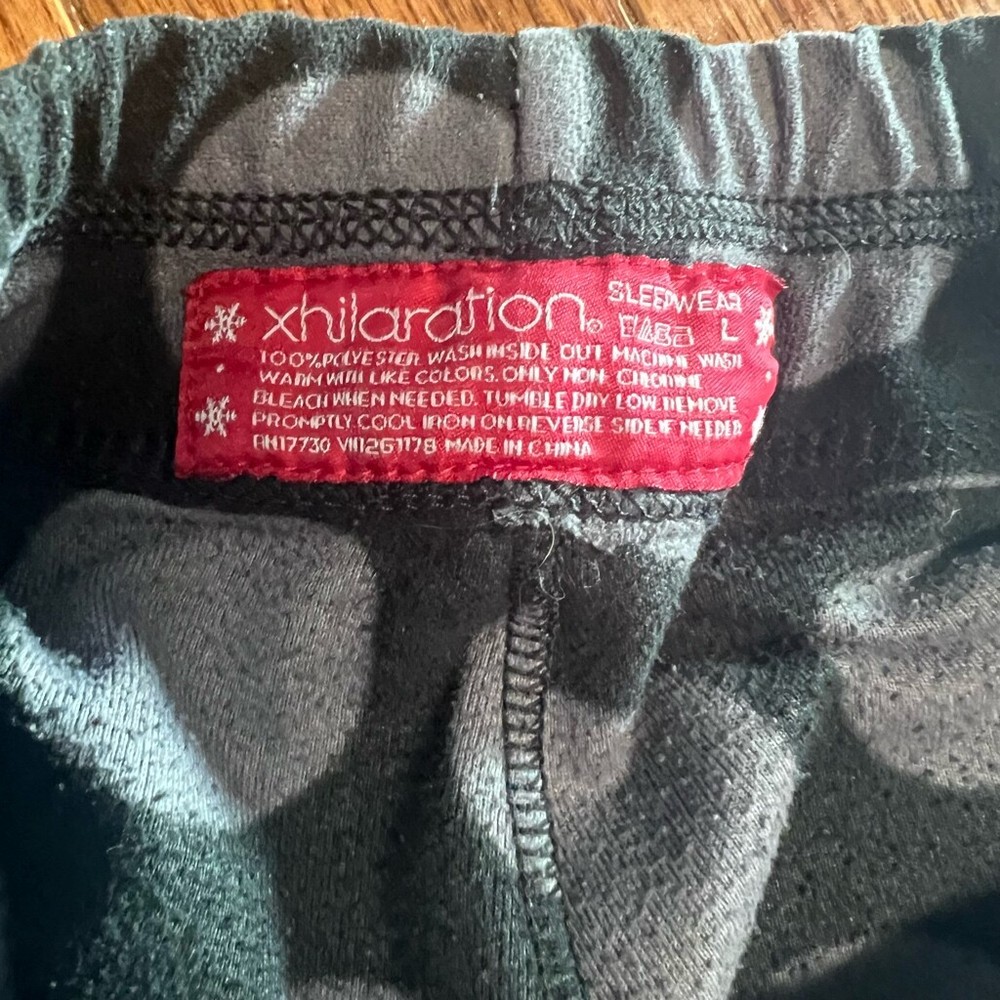 xhilaration. SLEEPWEAR
L
100% POLYESTER. WASH INSIDE OUT MACHINE WASH
WARM WITH LIKE COLORS. ONLY NON- CHLORINE
BLEACH WHEN NEEDED. TUMBLE DRY LOW. REMOVE
PROMPTLY. COOL IRON ON REVERSE SIDE IF NEEDED
RN17730 VID261178 MADE IN CHINA